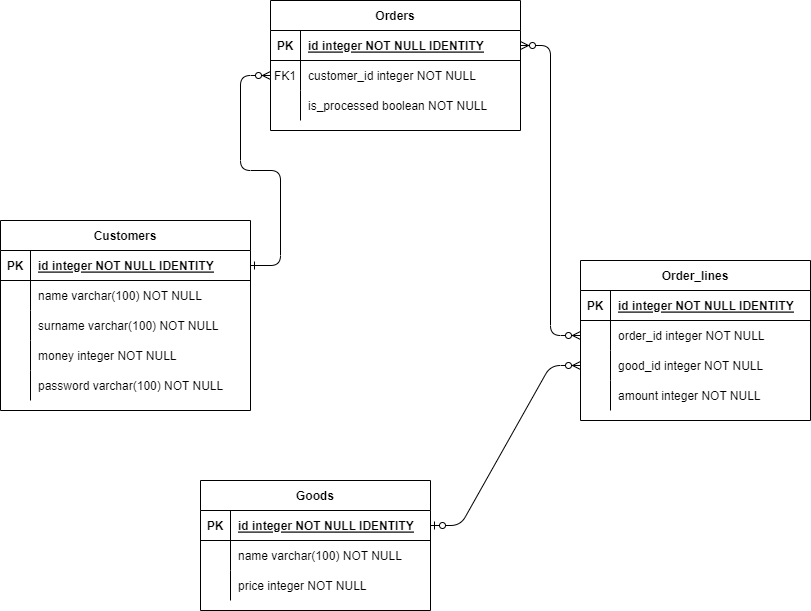 Orders
PK id integer NOT NULL IDENTITY
FK1 customer_id integer NOT NULL
is_processed boolean NOT NULL
Customers
PK id integer NOT NULL IDENTITY
name varchar(100) NOT NULL
surname varchar(100) NOT NULL
money integer NOT NULL
password varchar(100) NOT NULL
Order_lines
PK id integer NOT NULL IDENTITY
order_id integer NOT NULL
good_id integer NOT NULL
amount integer NOT NULL
Goods
PK id integer NOT NULL IDENTITY
name varchar(100) NOT NULL
price integer NOT NULL